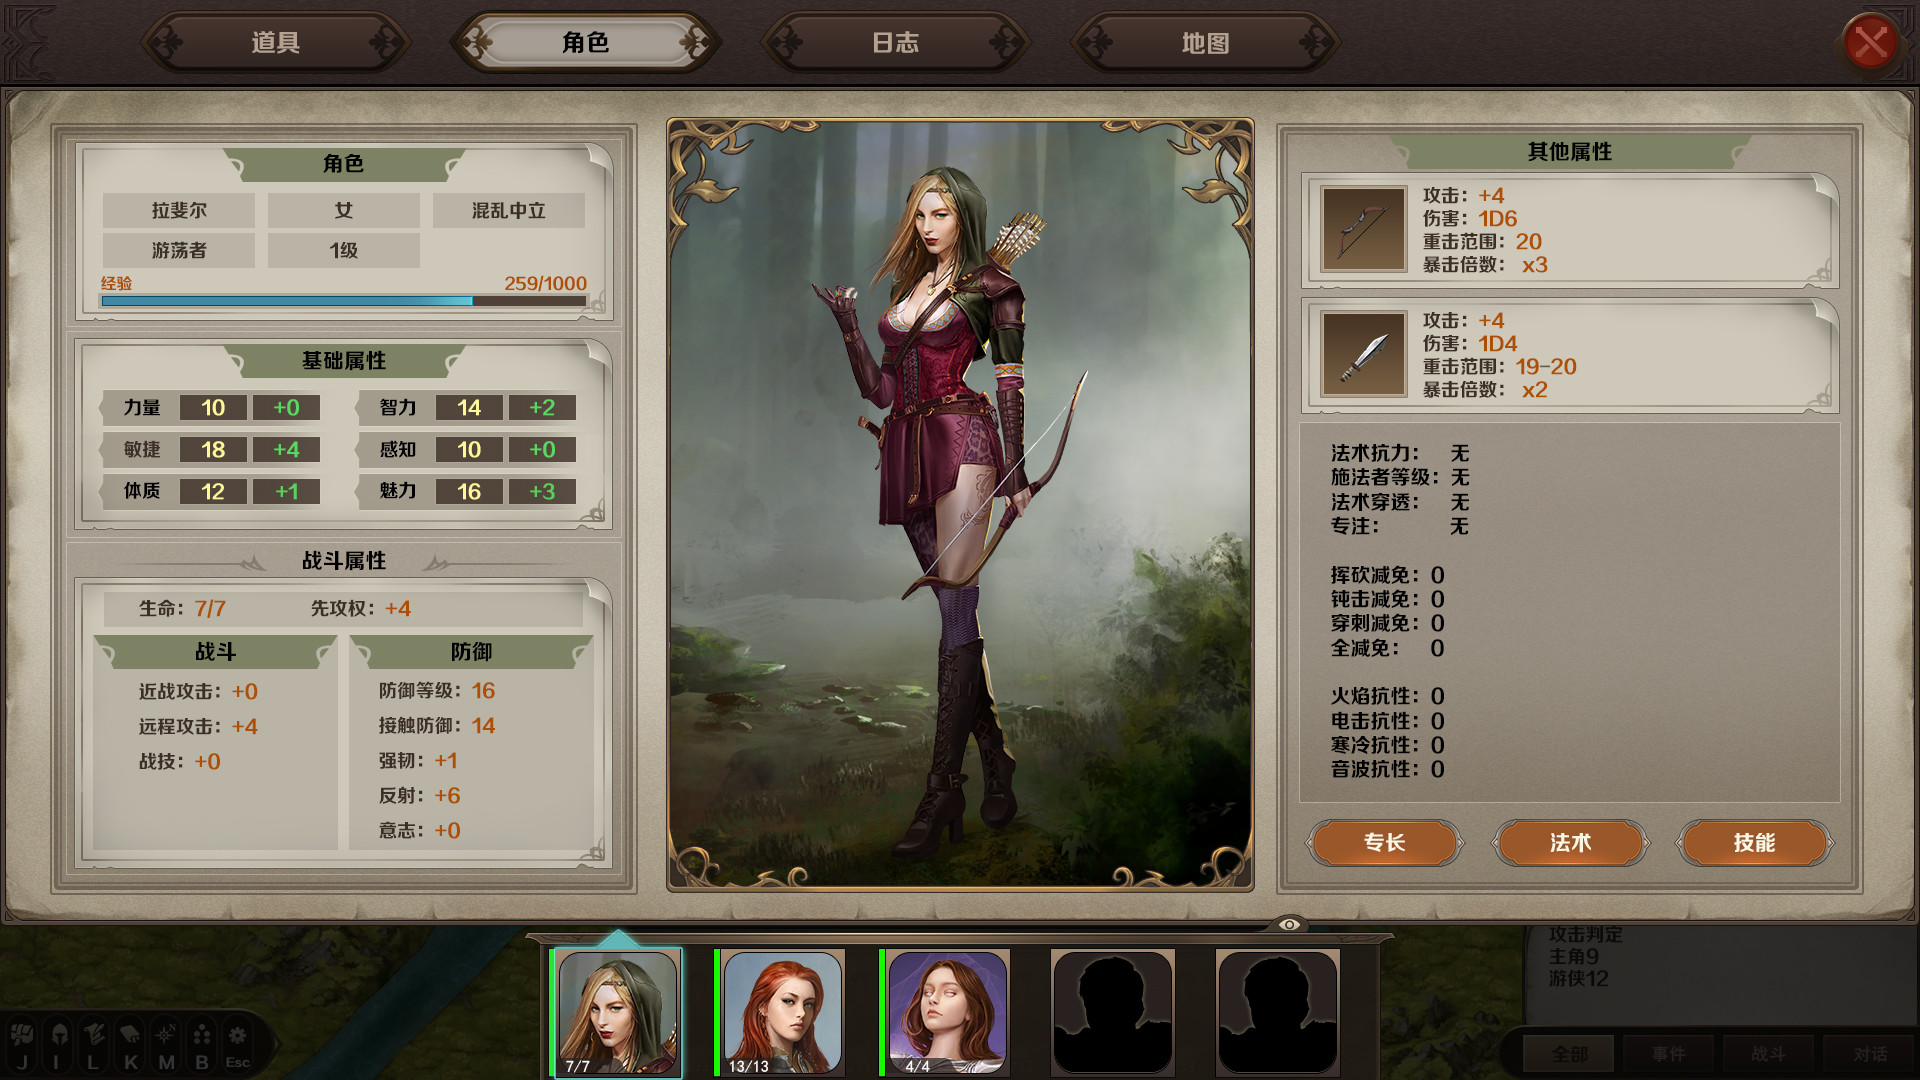 道具
角色
日志
地图
角色
拉斐尔 女 混乱中立
游荡者 1级
经验 259/1000
基础属性
力量 10 +0 智力 14 +2
敏捷 18 +4 感知 10 +0
体质 12 +1 魅力 16 +3
战斗属性
生命：7/7 先攻权：+4
战斗
近战攻击：+0
远程攻击：+4
战技：+0
防御
防御等级：16
接触防御：14
强韧：+1
反射：+6
意志：+0
其他属性
攻击：+4
伤害：1D6
重击范围：20
暴击倍数： x3
攻击：+4
伤害：1D4
重击范围：19-20
暴击倍数： x2
法术抗力： 无
施法者等级：无
法术穿透： 无
专注： 无
挥砍减免：0
钝击减免：0
穿刺减免：0
全减免： 0
火焰抗性：0
电击抗性：0
寒冷抗性：0
音波抗性：0
专长
法术
技能
攻击判定
主角9
游侠12
J I L K M B Esc
N
7/7
13/13
4/4
全部 事件 战斗 对话